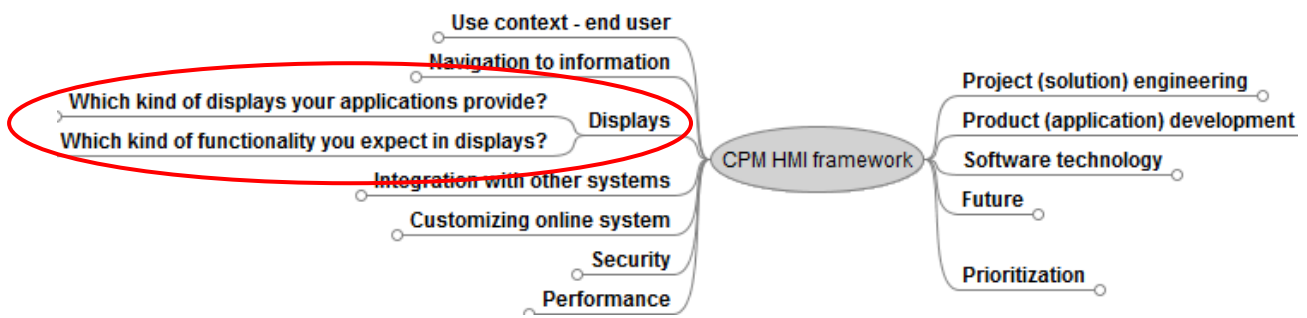 Use context - end user
Navigation to information
Which kind of displays your applications provide?
Displays
Which kind of functionality you expect in displays?
Integration with other systems
Customizing online system
Security
Performance
CPM HMI framework
Project (solution) engineering
Product (application) development
Software technology
Future
Prioritization